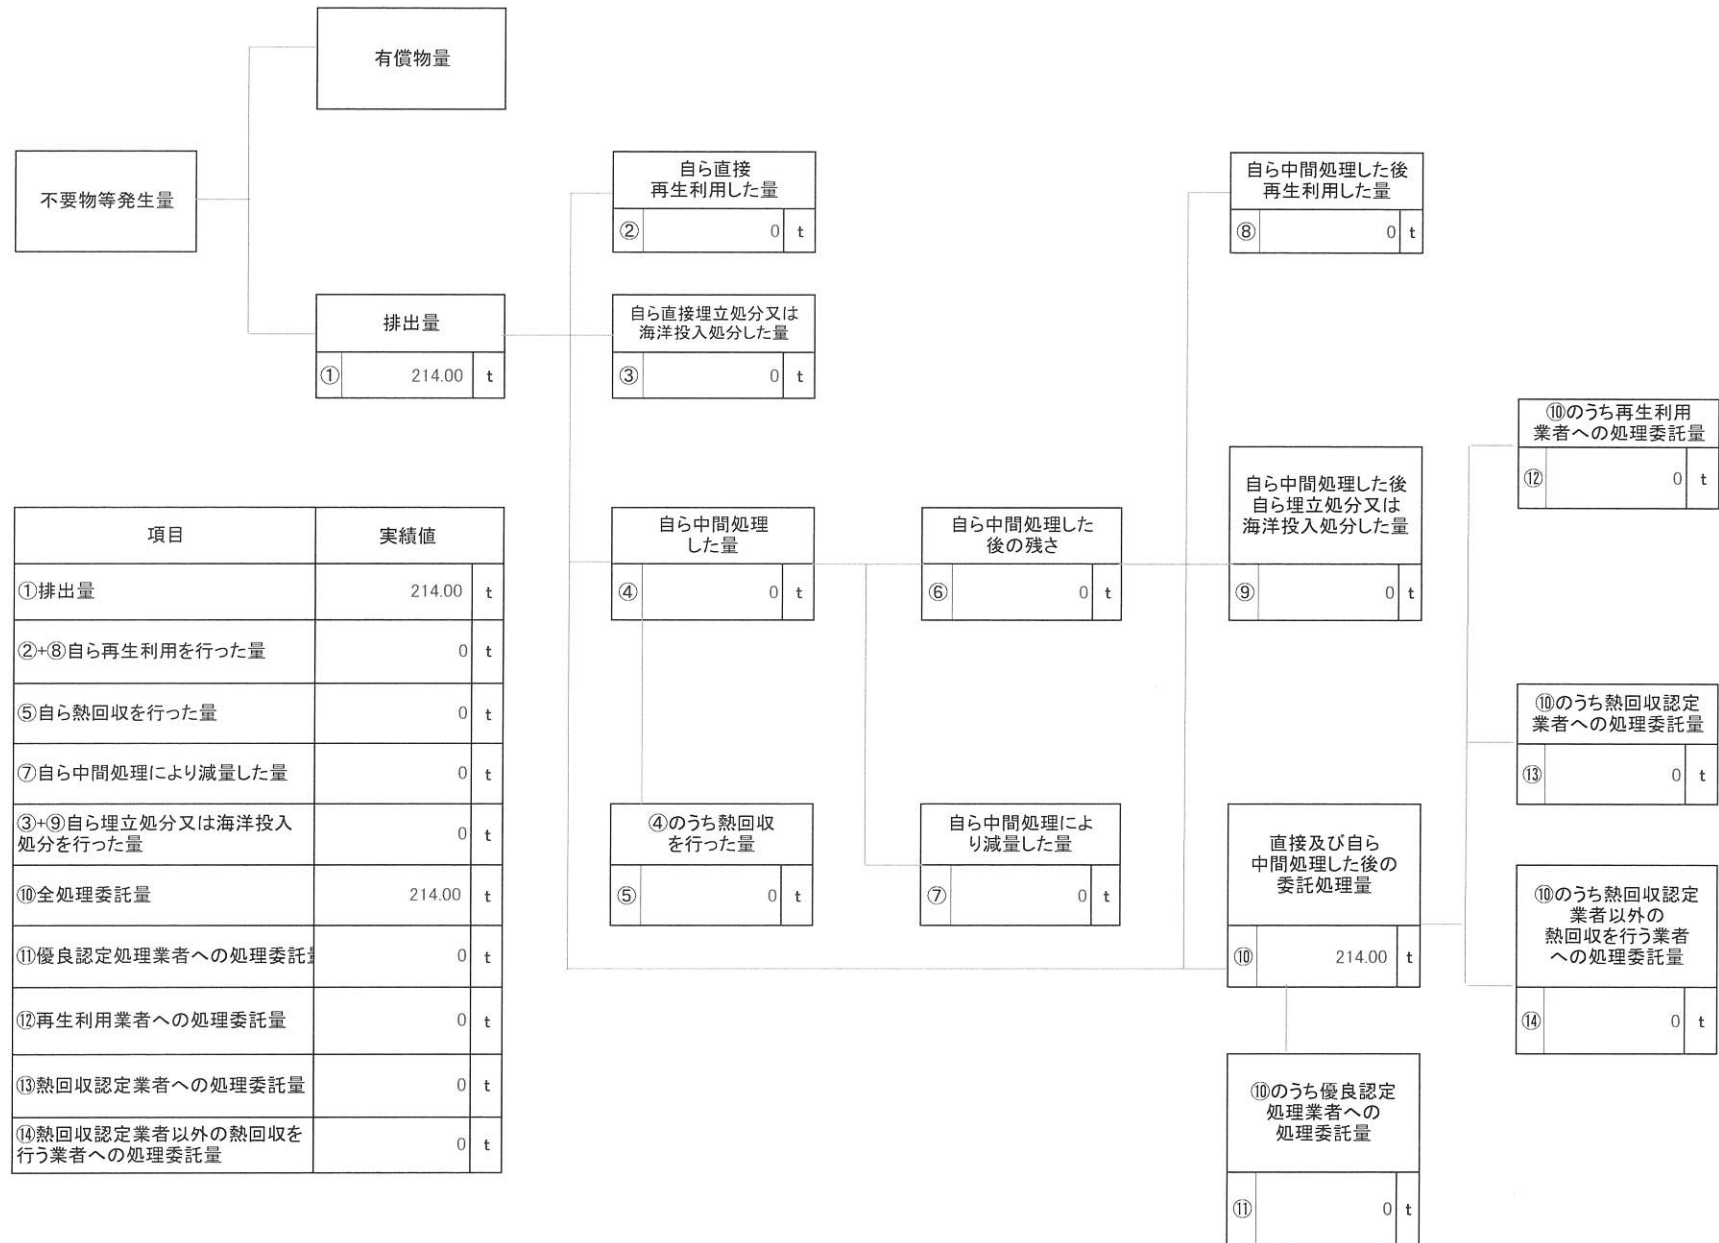 有償物量
不要物等発生量
排出量
① 214.00 t
自ら直接
再生利用した量
② 0 t
自ら直接埋立処分又は
海洋投入処分した量
③ 0 t
自ら中間処理
した量
④ 0 t
④のうち熱回収
を行った量
⑤ 0 t
自ら中間処理した
後の残さ
⑥ 0 t
自ら中間処理によ
り減量した量
⑦ 0 t
自ら中間処理した後
再生利用した量
⑧ 0 t
自ら中間処理した後
自ら埋立処分又は
海洋投入処分した量
⑨ 0 t
直接及び自ら
中間処理した後の
委託処理量
⑩ 214.00 t
⑩のうち優良認定
処理業者への
処理委託量
⑪ 0 t
⑩のうち再生利用
業者への処理委託量
⑫ 0 t
⑩のうち熱回収認定
業者への処理委託量
⑬ 0 t
⑩のうち熱回収認定
業者以外の
熱回収を行う業者
への処理委託量
⑭ 0 t
項目 実績値
①排出量 214.00 t
②+⑧自ら再生利用を行った量 0 t
⑤自ら熱回収を行った量 0 t
⑦自ら中間処理により減量した量 0 t
③+⑨自ら埋立処分又は海洋投入
処分を行った量 0 t
⑩全処理委託量 214.00 t
⑪優良認定処理業者への処理委託 0 t
⑫再生利用業者への処理委託量 0 t
⑬熱回収認定業者への処理委託量 0 t
⑭熱回収認定業者以外の熱回収を
行う業者への処理委託量 0 t